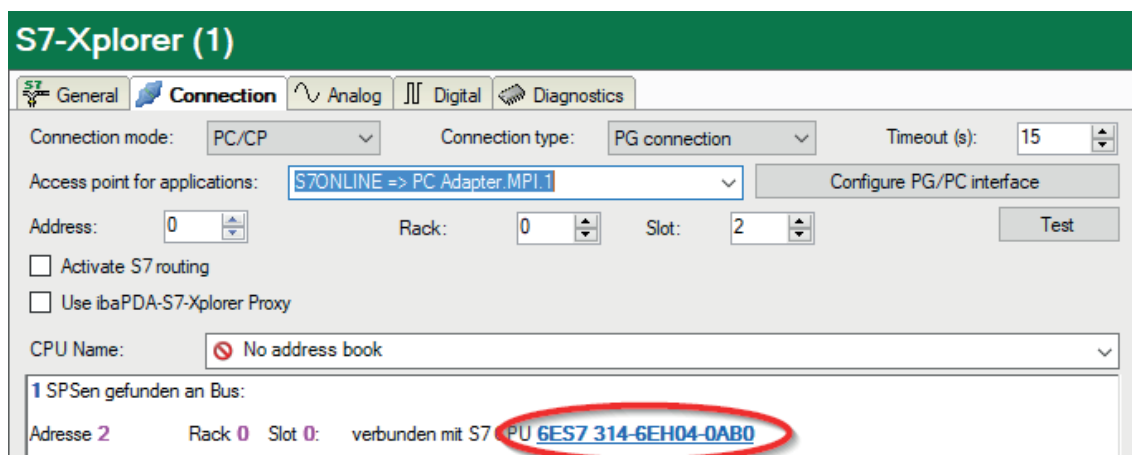 S7-Xplorer (1)
S7 General Connection Analog Digital Diagnostics
Connection mode: PC/CP Connection type: PG connection Timeout (s): 15
Access point for applications: S7ONLINE => PC Adapter.MPI.1 Configure PG/PC interface
Address: 0 Rack: 0 Slot: 2 Test
Activate S7 routing
Use ibaPDA-S7-Xplorer Proxy
CPU Name: No address book
1 SPSen gefunden an Bus:
Adresse 2 Rack 0 Slot 0: verbunden mit S7 CPU 6ES7 314-6EH04-0AB0